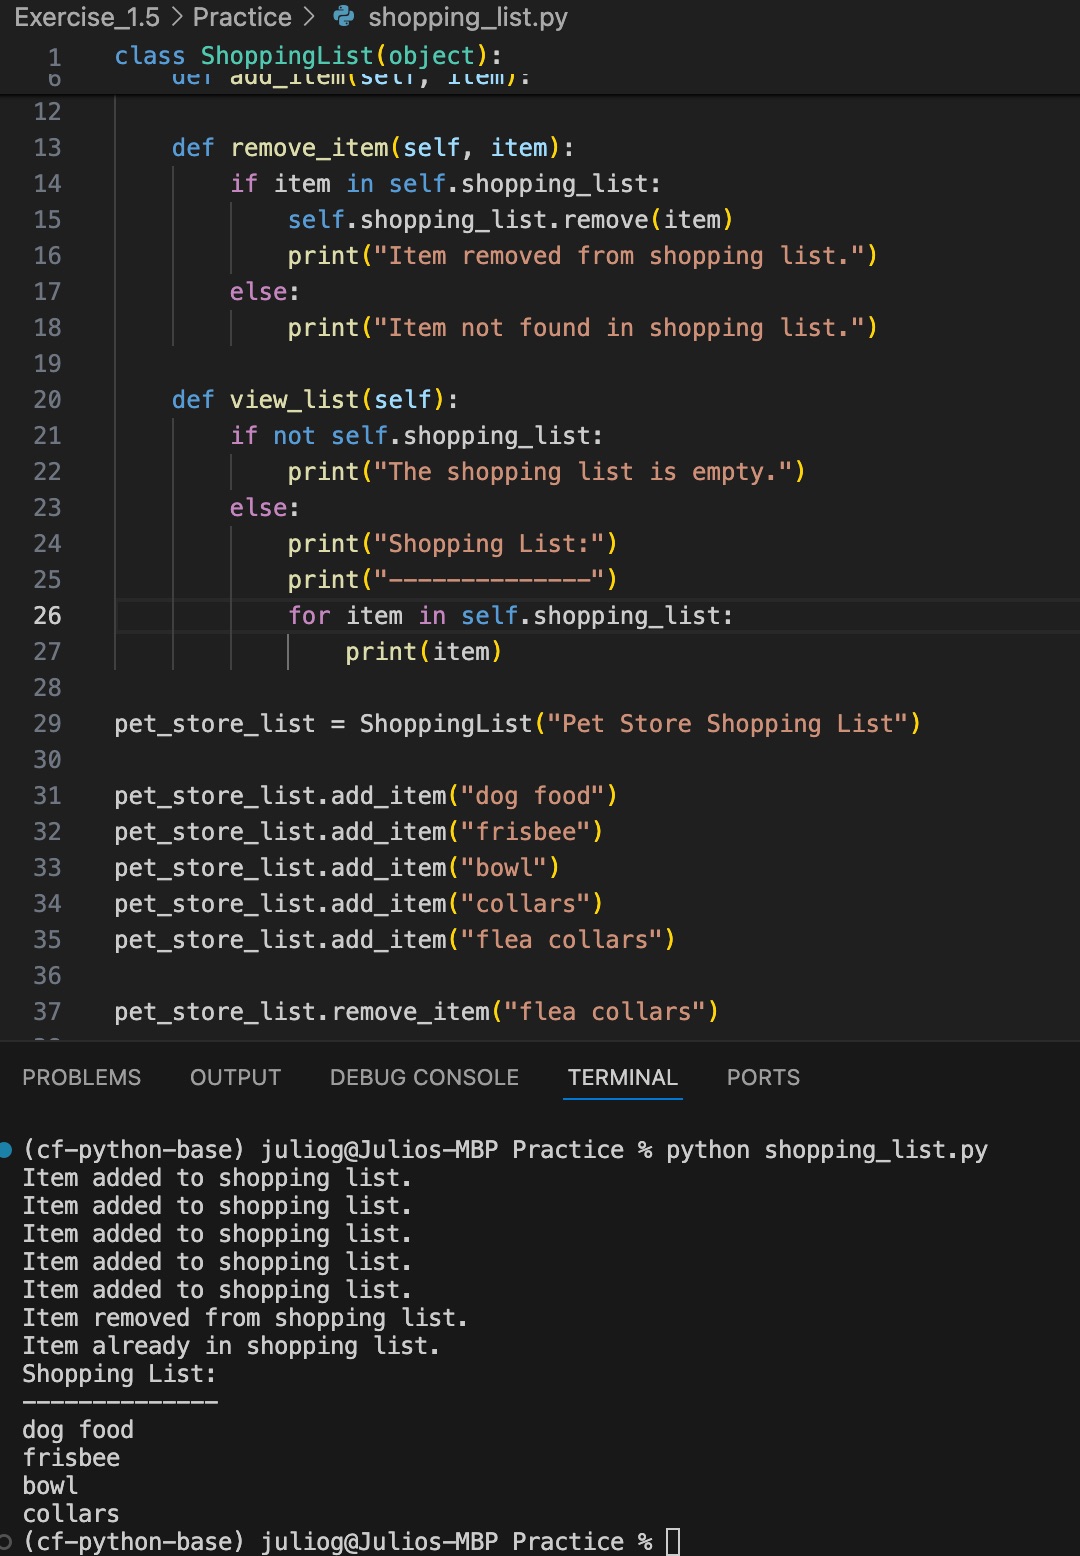 Exercise_1.5 > Practice > shopping_list.py
1 class ShoppingList(object):
6 def add_item(self, item):
12
13 def remove_item(self, item):
14 if item in self.shopping_list:
15 self.shopping_list.remove(item)
16 print("Item removed from shopping list.")
17 else:
18 print("Item not found in shopping list.")
19
20 def view_list(self):
21 if not self.shopping_list:
22 print("The shopping list is empty.")
23 else:
24 print("Shopping List:")
25 print("--------------")
26 for item in self.shopping_list:
27 print(item)
28
29 pet_store_list = ShoppingList("Pet Store Shopping List")
30
31 pet_store_list.add_item("dog food")
32 pet_store_list.add_item("frisbee")
33 pet_store_list.add_item("bowl")
34 pet_store_list.add_item("collars")
35 pet_store_list.add_item("flea collars")
36
37 pet_store_list.remove_item("flea collars")
PROBLEMS OUTPUT DEBUG CONSOLE TERMINAL PORTS
(cf-python-base) juliog@Julios-MBP Practice % python shopping_list.py
Item added to shopping list.
Item added to shopping list.
Item added to shopping list.
Item added to shopping list.
Item added to shopping list.
Item removed from shopping list.
Item already in shopping list.
Shopping List:
--------------
dog food
frisbee
bowl
collars
(cf-python-base) juliog@Julios-MBP Practice %